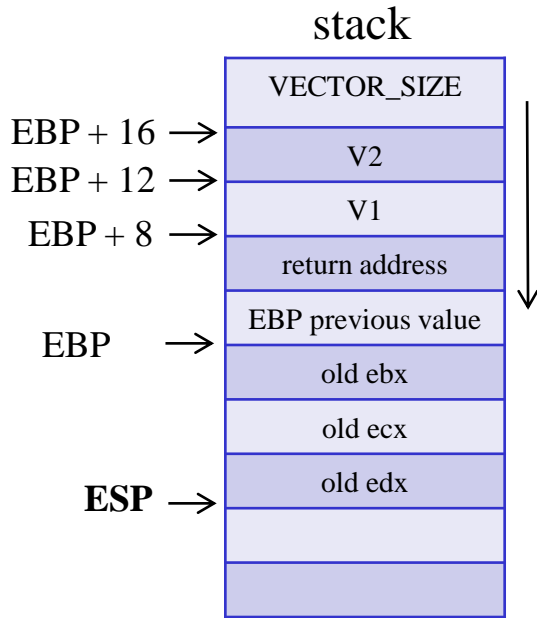 stack
VECTOR_SIZE
EBP + 16
V2
EBP + 12
V1
EBP + 8
return address
EBP previous value
EBP
old ebx
old ecx
old edx
ESP